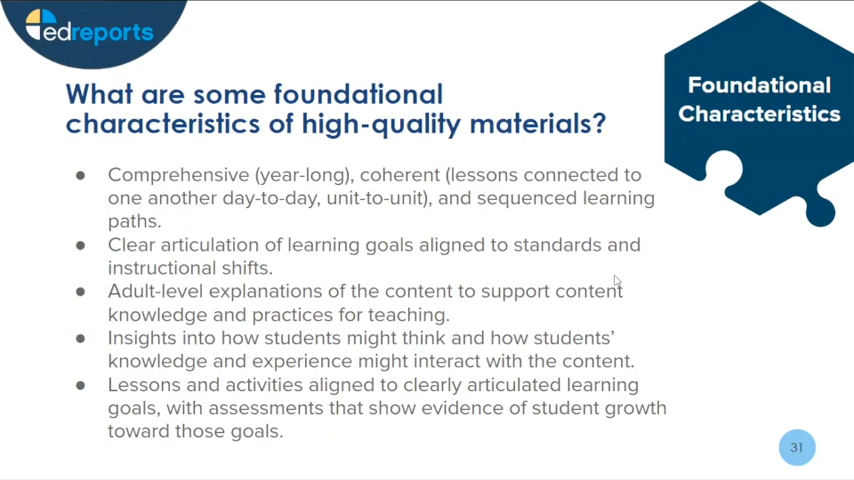 edreports
Foundational
Characteristics
What are some foundational
characteristics of high-quality materials?
● Comprehensive (year-long), coherent (lessons connected to
one another day-to-day, unit-to-unit), and sequenced learning
paths.
● Clear articulation of learning goals aligned to standards and
instructional shifts.
● Adult-level explanations of the content to support content
knowledge and practices for teaching.
● Insights into how students might think and how students’
knowledge and experience might interact with the content.
● Lessons and activities aligned to clearly articulated learning
goals, with assessments that show evidence of student growth
toward those goals.
31